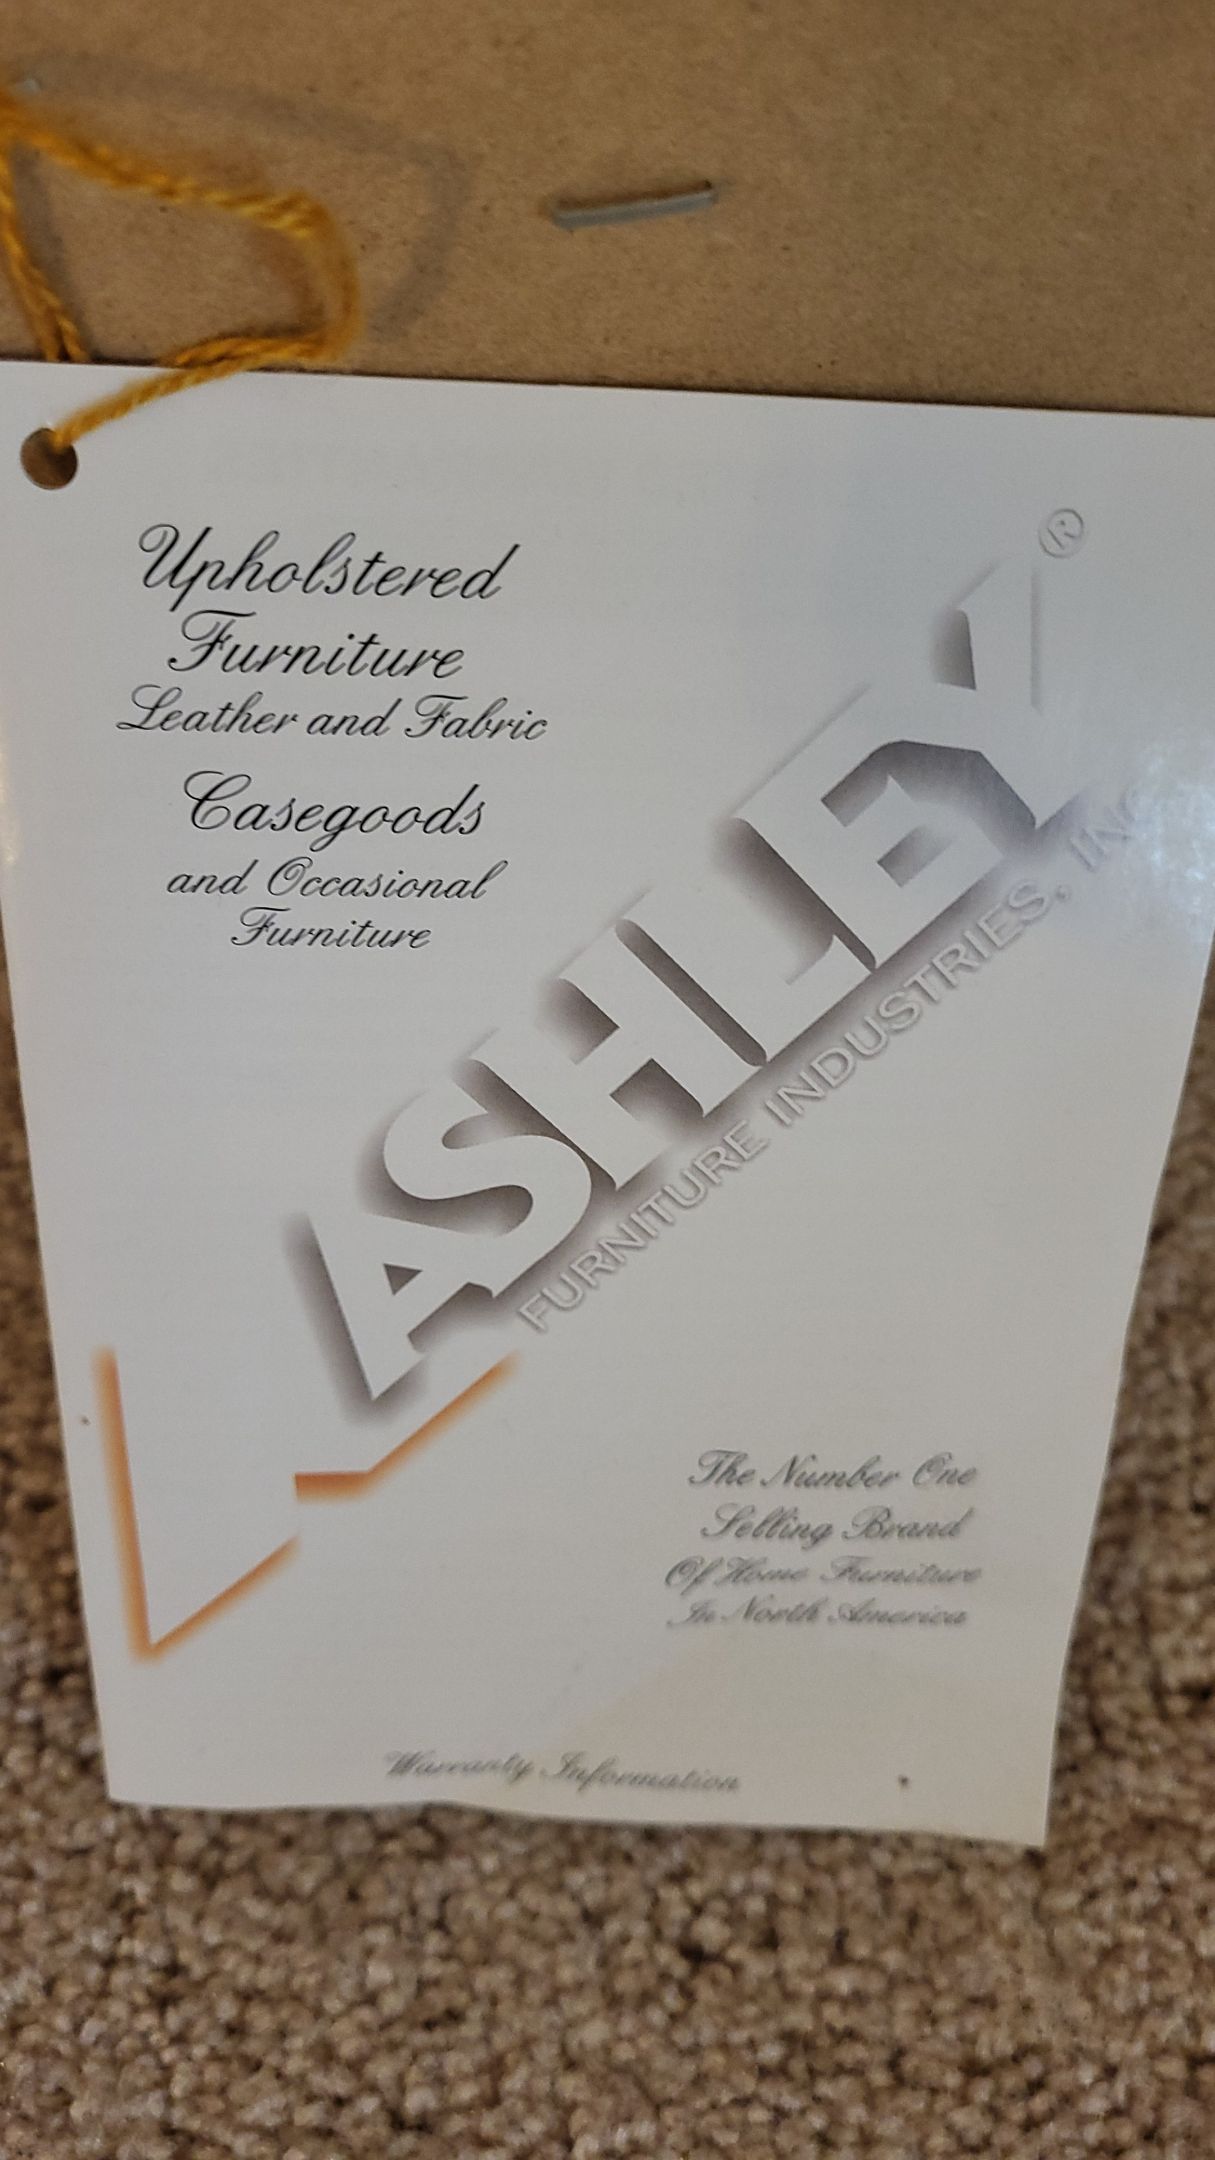 Upholstered
Furniture
Leather and Fabric
Casegoods
and Occasional
Furniture
ASHLEY®
FURNITURE INDUSTRIES, INC
The Number One
Selling Brand
Of Home Furniture
In North America
Warranty Information